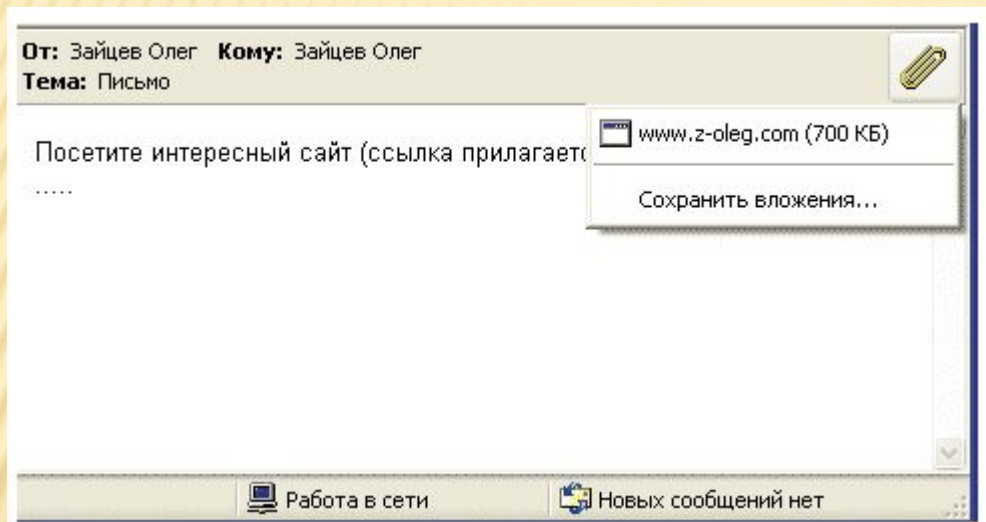 От: Зайцев Олег Кому: Зайцев Олег
Тема: Письмо
www.z-oleg.com (700 КБ)
Посетите интересный сайт (ссылка
.....
Сохранить вложения...
Работа в сети
Новых сообщений нет